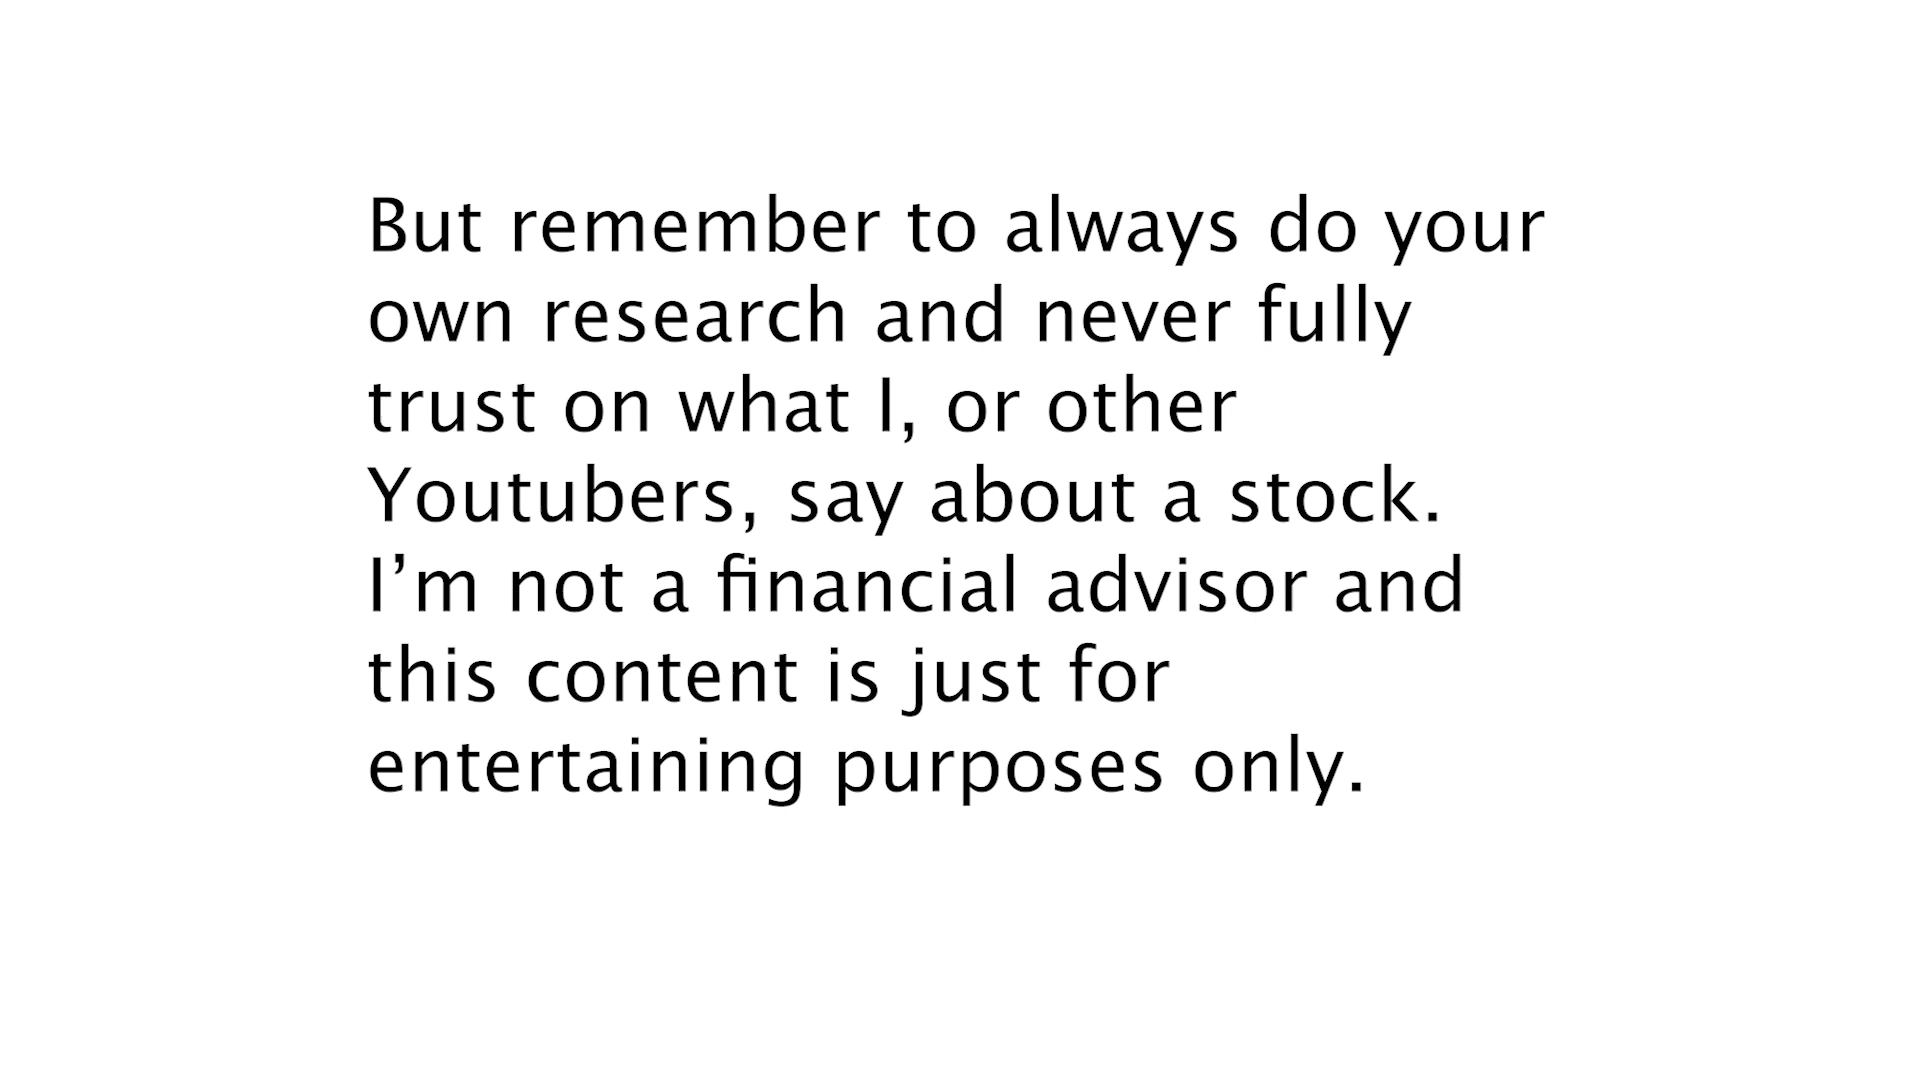 But remember to always do your
own research and never fully
trust on what I, or other
Youtubers, say about a stock.
I’m not a financial advisor and
this content is just for
entertaining purposes only.